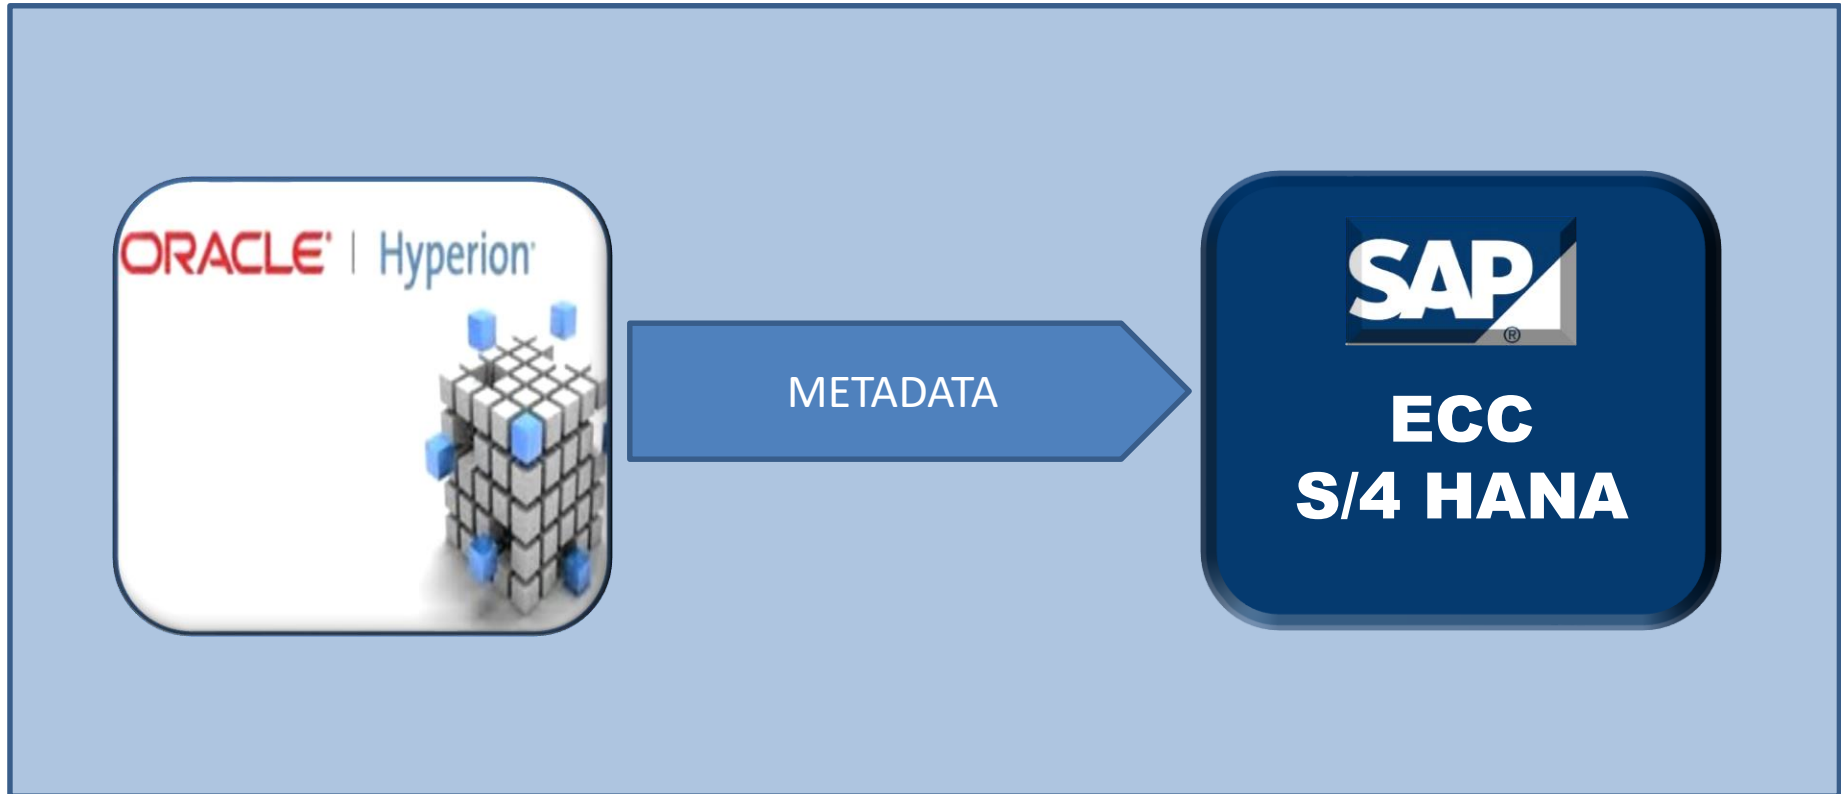 ORACLE® | Hyperion®
METADATA
SAP
®
ECC
S/4 HANA